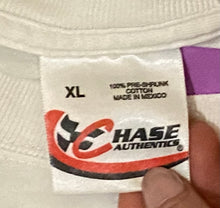 XL
100% PRE-SHRUNK
COTTON
MADE IN MEXICO
CHASE
AUTHENTICS